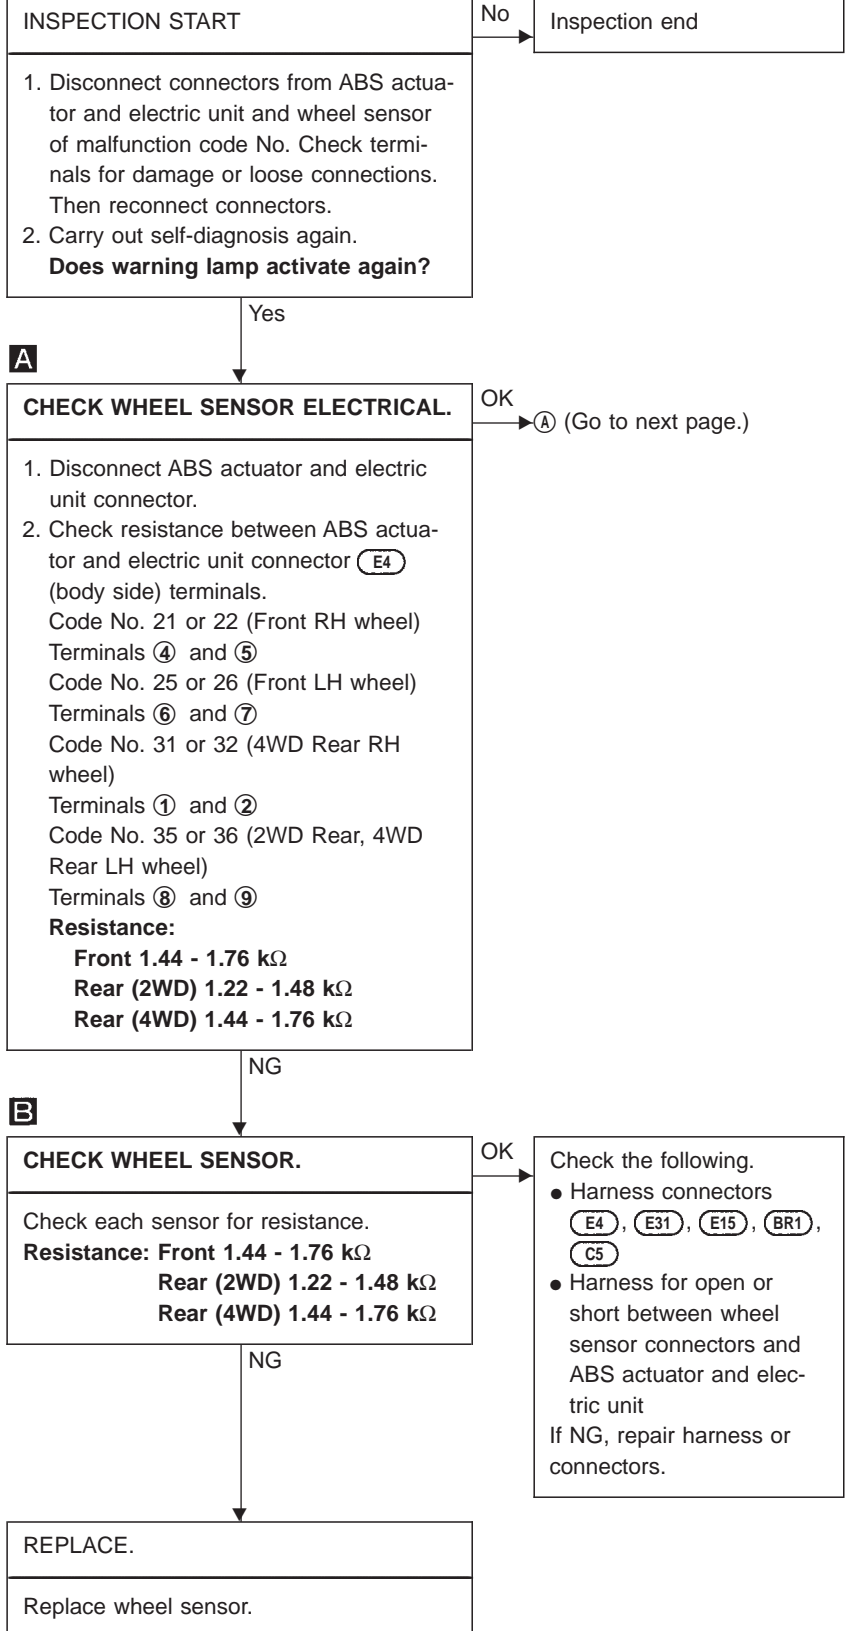 INSPECTION START
No
Inspection end
1. Disconnect connectors from ABS actua-
tor and electric unit and wheel sensor
of malfunction code No. Check termi-
nals for damage or loose connections.
Then reconnect connectors.
2. Carry out self-diagnosis again.
Does warning lamp activate again?
Yes
A
CHECK WHEEL SENSOR ELECTRICAL.
OK
Ⓐ (Go to next page.)
1. Disconnect ABS actuator and electric
unit connector.
2. Check resistance between ABS actua-
tor and electric unit connector E4
(body side) terminals.
Code No. 21 or 22 (Front RH wheel)
Terminals ④ and ⑤
Code No. 25 or 26 (Front LH wheel)
Terminals ⑥ and ⑦
Code No. 31 or 32 (4WD Rear RH
wheel)
Terminals ① and ②
Code No. 35 or 36 (2WD Rear, 4WD
Rear LH wheel)
Terminals ⑧ and ⑨
Resistance:
Front 1.44 - 1.76 kΩ
Rear (2WD) 1.22 - 1.48 kΩ
Rear (4WD) 1.44 - 1.76 kΩ
NG
B
CHECK WHEEL SENSOR.
OK
Check each sensor for resistance.
Resistance: Front 1.44 - 1.76 kΩ
Rear (2WD) 1.22 - 1.48 kΩ
Rear (4WD) 1.44 - 1.76 kΩ
Check the following.
● Harness connectors
E4, E31, E15, BR1,
C5
● Harness for open or
short between wheel
sensor connectors and
ABS actuator and elec-
tric unit
If NG, repair harness or
connectors.
NG
REPLACE.
Replace wheel sensor.